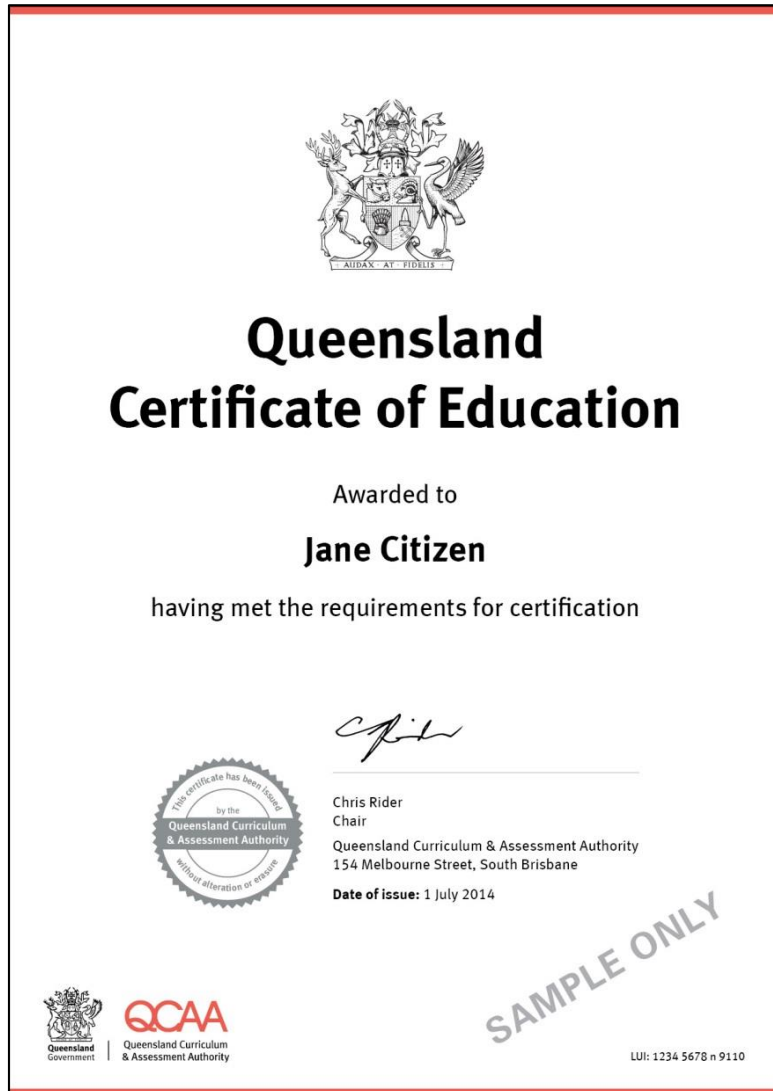 AUDAX · AT · FIDELIS
Queensland
Certificate of Education
Awarded to
Jane Citizen
having met the requirements for certification
This certificate has been issued
by the
Queensland Curriculum
& Assessment Authority
without alteration or erasure
Chris Rider
Chair
Queensland Curriculum & Assessment Authority
154 Melbourne Street, South Brisbane
Date of issue: 1 July 2014
SAMPLE ONLY
Queensland
Government
QCAA
Queensland Curriculum
& Assessment Authority
LUI: 1234 5678 n 9110